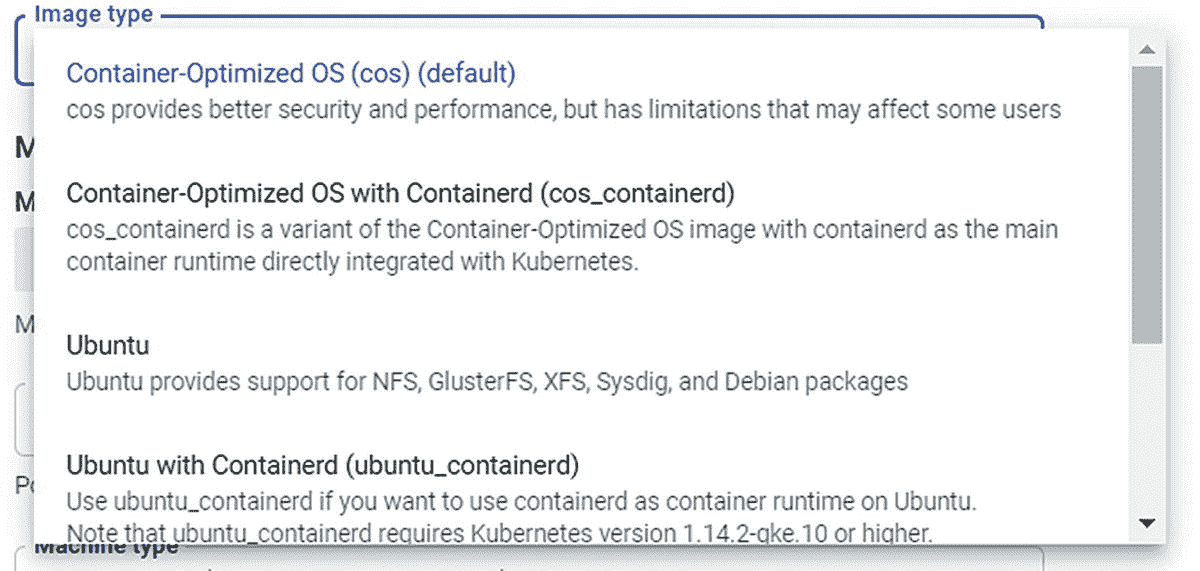 Image type
Container-Optimized OS (cos) (default)
cos provides better security and performance, but has limitations that may affect some users
Container-Optimized OS with Containerd (cos_containerd)
cos_containerd is a variant of the Container-Optimized OS image with containerd as the main
container runtime directly integrated with Kubernetes.
Ubuntu
Ubuntu provides support for NFS, GlusterFS, XFS, Sysdig, and Debian packages
Ubuntu with Containerd (ubuntu_containerd)
Use ubuntu_containerd if you want to use containerd as container runtime on Ubuntu.
Note that ubuntu_containerd requires Kubernetes version 1.14.2-gke.10 or higher.
Machine type